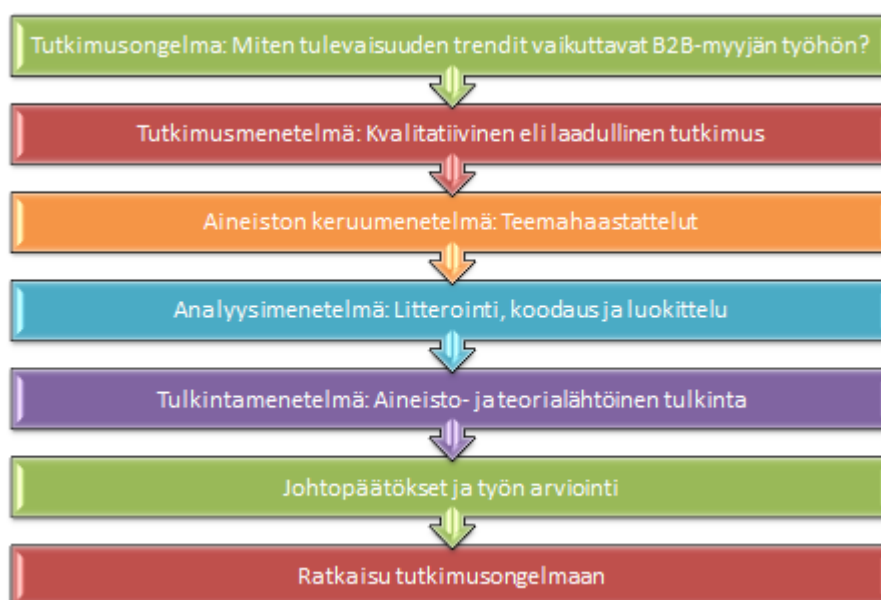 Tutkimusongelma: Miten tulevaisuuden trendit vaikuttavat B2B-myyjän työhön?
Tutkimusmenetelmä: Kvalitatiivinen eli laadullinen tutkimus
Aineiston keruumenetelmä: Teemahaastattelut
Analyysimenetelmä: Litterointi, koodaus ja luokittelu
Tulkintamenetelmä: Aineisto- ja teorialähtöinen tulkinta
Johtopäätökset ja työn arviointi
Ratkaisu tutkimusongelmaan